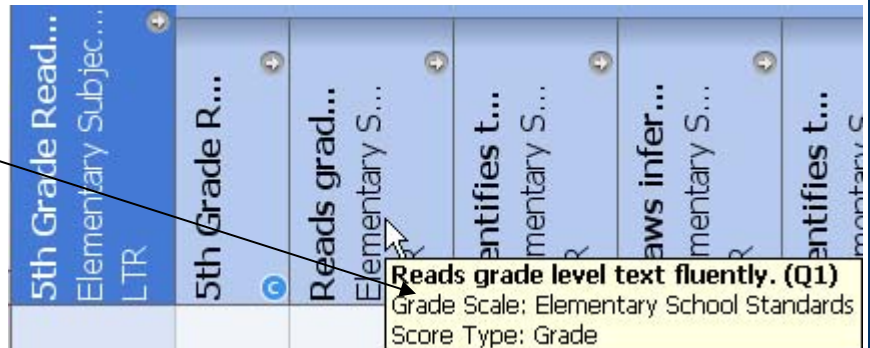 5th Grade Read...
Elementary Subjec...
LTR
5th Grade R...
C
Reads grad...
Elementary S...
entifies t...
mentary S...
aws infer...
mentary S...
entifies t...
mentary S
Reads grade level text fluently. (Q1)
Grade Scale: Elementary School Standards
Score Type: Grade